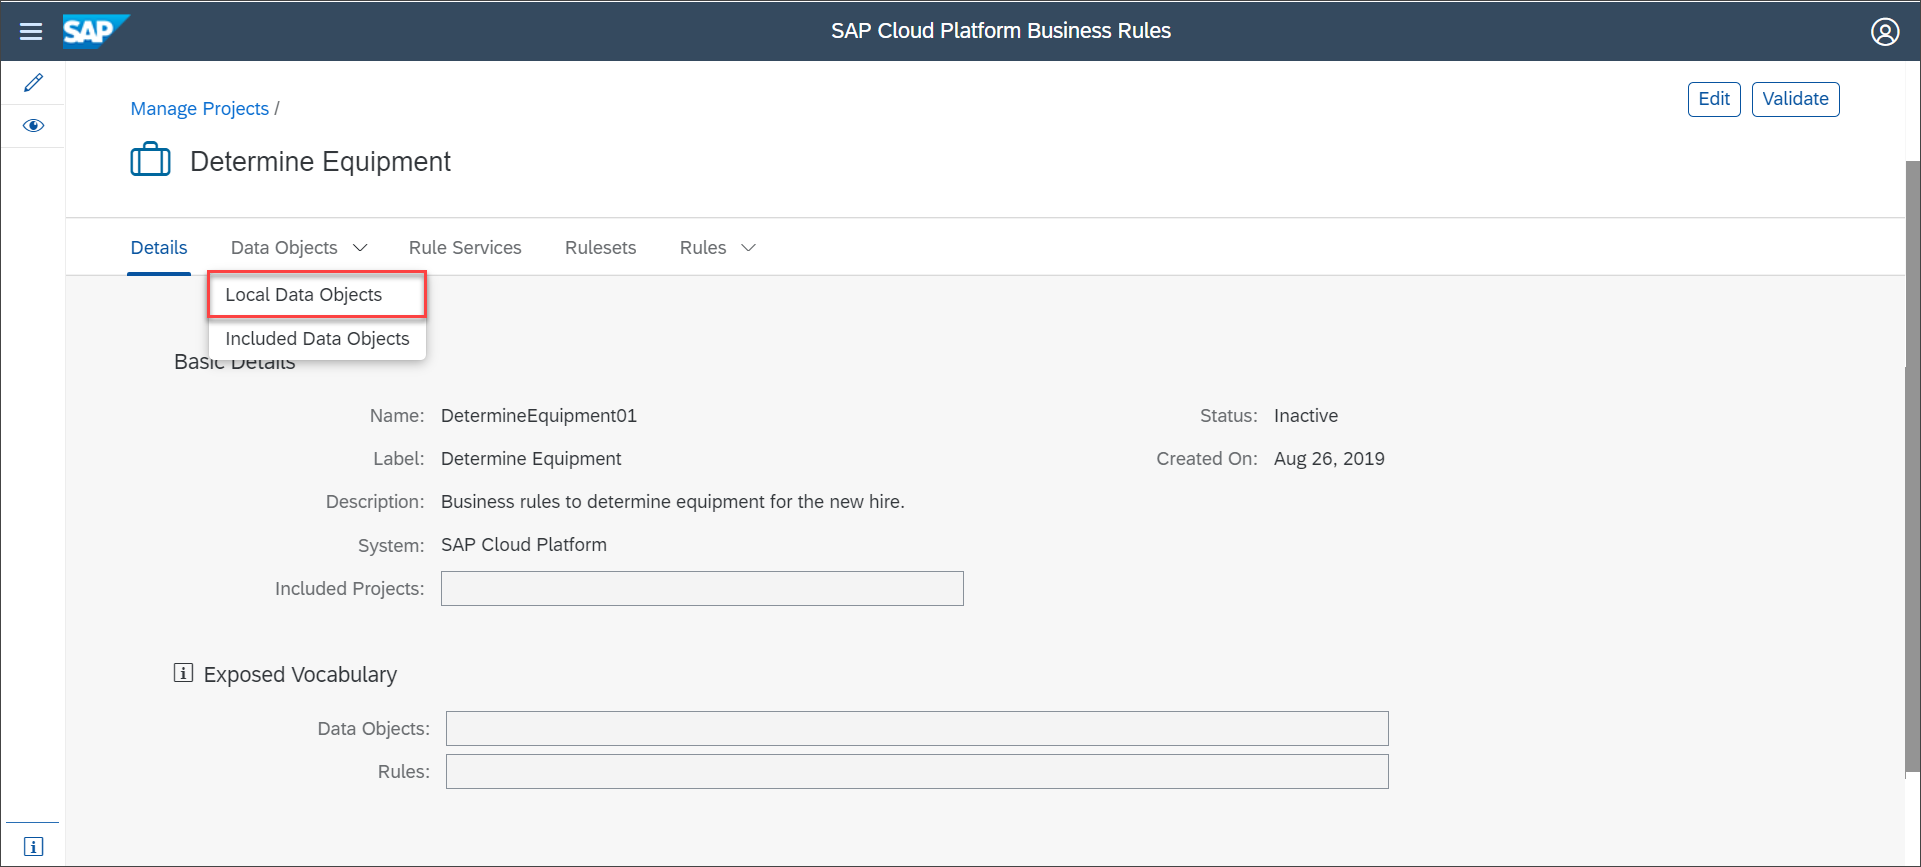 SAP
SAP Cloud Platform Business Rules
Edit
Validate
Manage Projects /
Determine Equipment
Details
Data Objects
Rule Services
Rulesets
Rules
Local Data Objects
Included Data Objects
Basic Details
Name: DetermineEquipment01
Status: Inactive
Label: Determine Equipment
Created On: Aug 26, 2019
Description: Business rules to determine equipment for the new hire.
System: SAP Cloud Platform
Included Projects:
Exposed Vocabulary
Data Objects:
Rules: